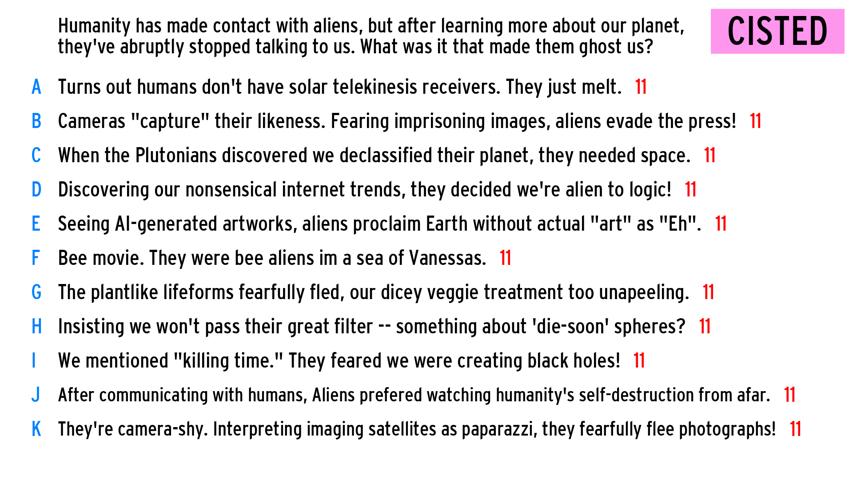 Humanity has made contact with aliens, but after learning more about our planet,
they've abruptly stopped talking to us. What was it that made them ghost us?
CISTED
A Turns out humans don't have solar telekinesis receivers. They just melt. 11
B Cameras "capture" their likeness. Fearing imprisoning images, aliens evade the press! 11
C When the Plutonians discovered we declassified their planet, they needed space. 11
D Discovering our nonsensical internet trends, they decided we're alien to logic! 11
E Seeing AI-generated artworks, aliens proclaim Earth without actual "art" as "Eh". 11
F Bee movie. They were bee aliens im a sea of Vanessas. 11
G The plantlike lifeforms fearfully fled, our dicey veggie treatment too unapeeling. 11
H Insisting we won't pass their great filter -- something about 'die-soon' spheres? 11
I We mentioned "killing time." They feared we were creating black holes! 11
J After communicating with humans, Aliens prefered watching humanity's self-destruction from afar. 11
K They're camera-shy. Interpreting imaging satellites as paparazzi, they fearfully flee photographs! 11